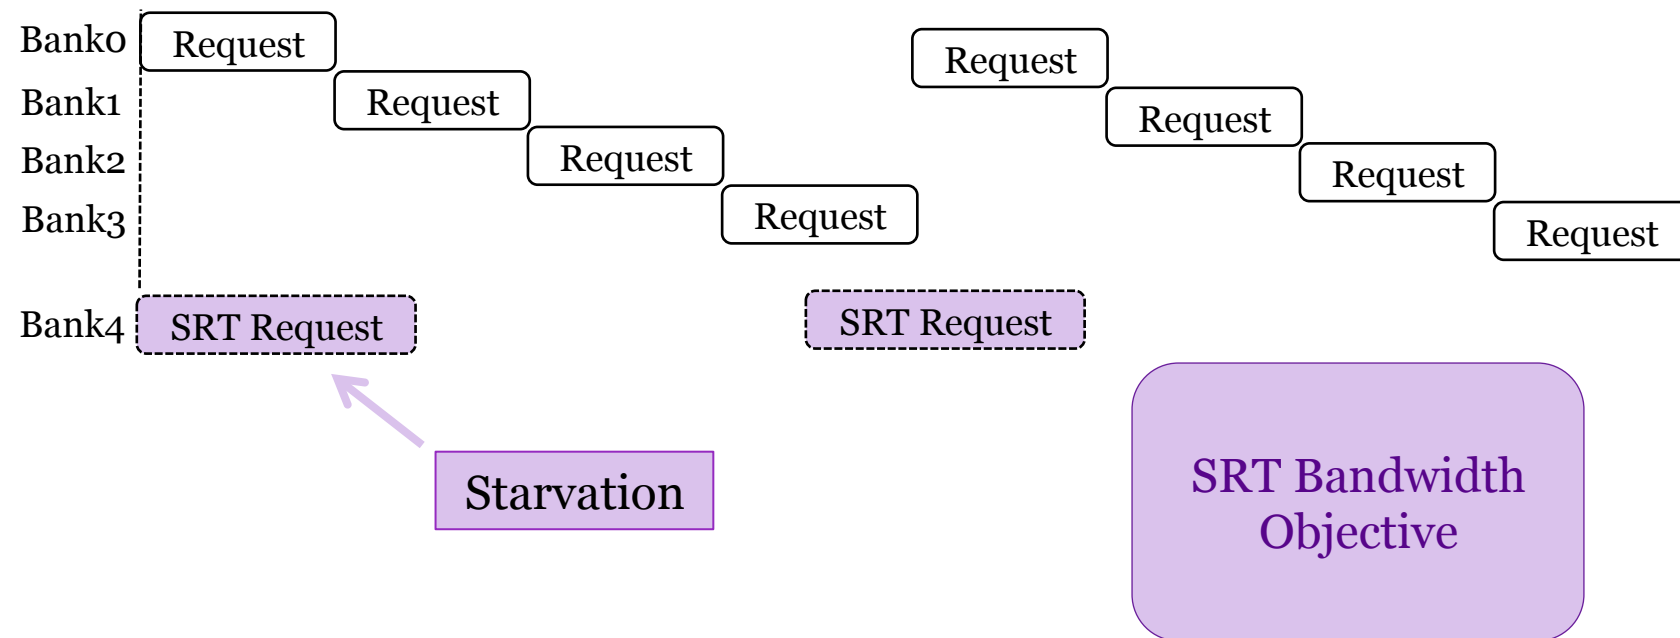 Bank0 Request Request
Bank1 Request Request
Bank2 Request Request
Bank3 Request Request
Bank4 SRT Request SRT Request
Starvation
SRT Bandwidth
Objective